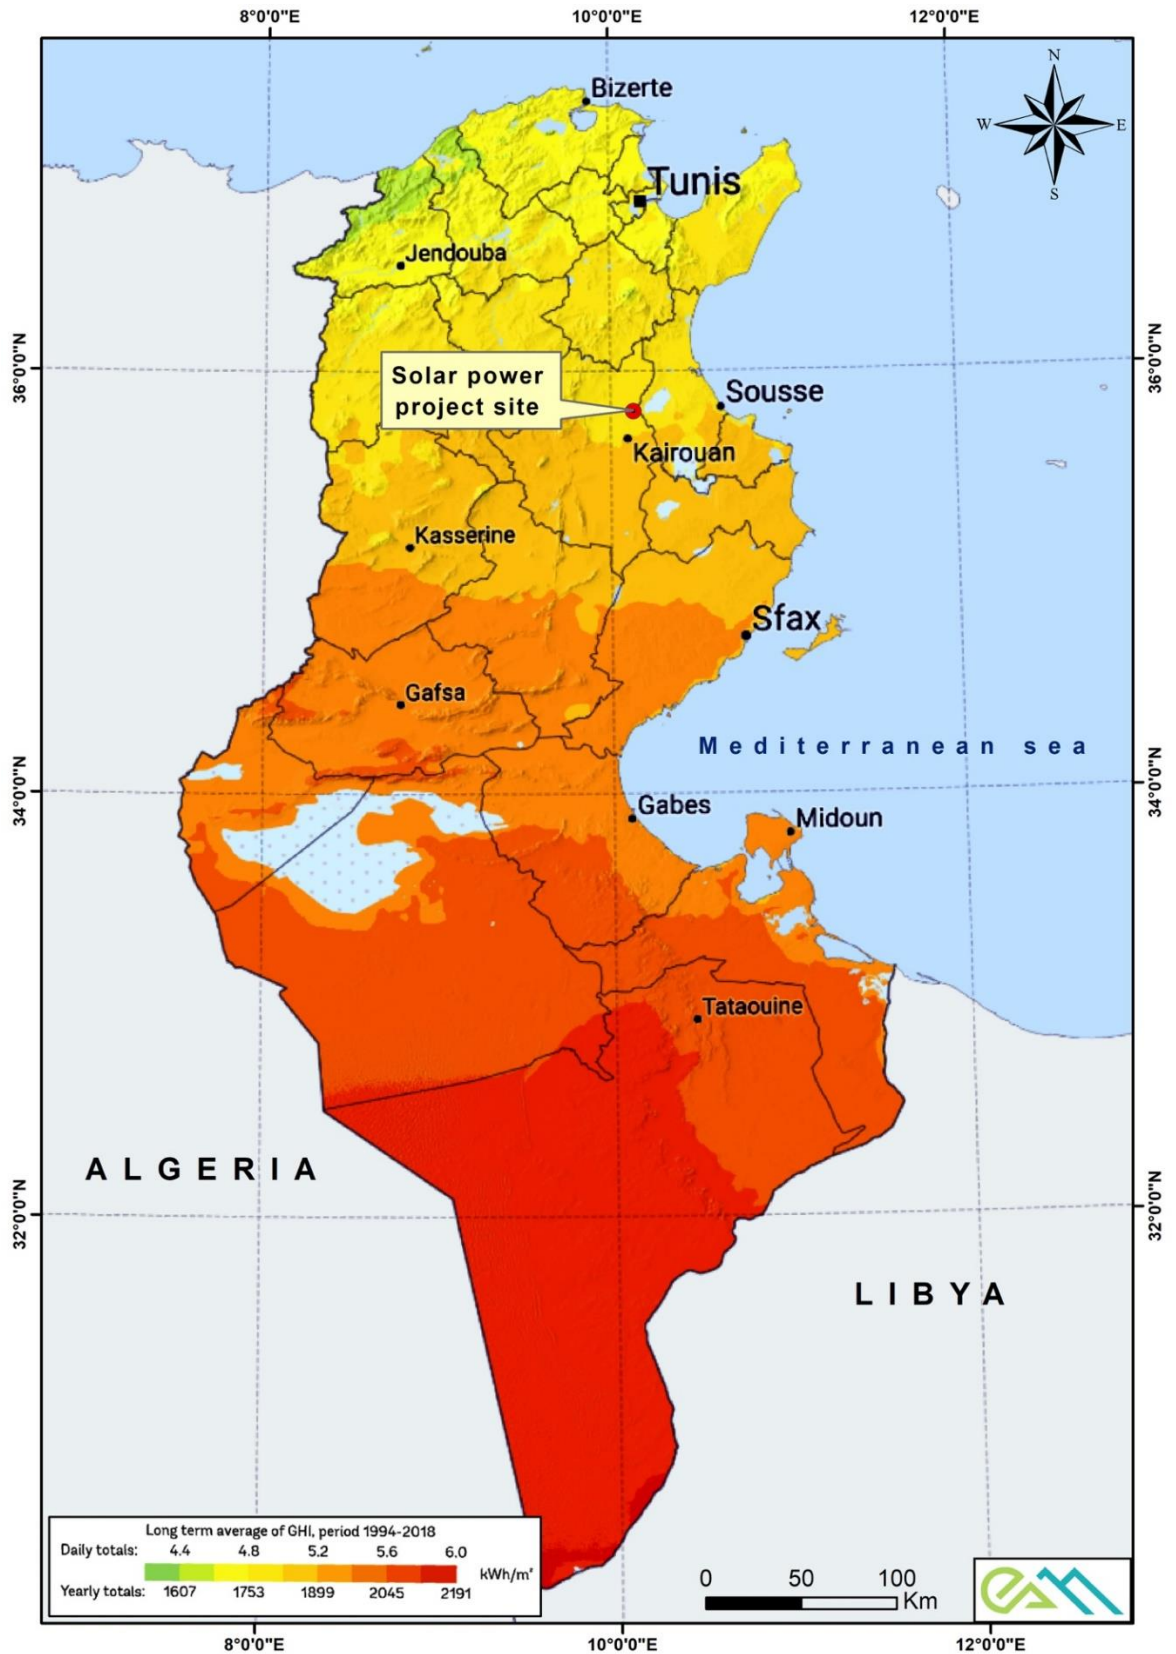 8°0'0"E 10°0'0"E 12°0'0"E
N
W E
S
Bizerte
Tunis
Jendouba
36°0'0"N 36°0'0"N
Solar power
project site
Sousse
Kairouan
Kasserine
Sfax
Gafsa
Mediterranean sea
34°0'0"N 34°0'0"N
Gabes
Midoun
Tataouine
ALGERIA
32°0'0"N 32°0'0"N
LIBYA
Long term average of GHI, period 1994-2018
Daily totals: 4.4 4.8 5.2 5.6 6.0
kWh/m²
Yearly totals: 1607 1753 1899 2045 2191
0 50 100
Km
8°0'0"E 10°0'0"E 12°0'0"E